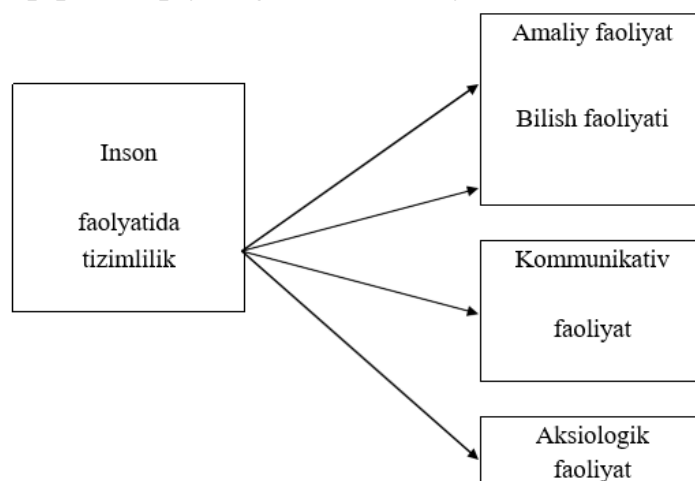 Inson
faolyatida
tizimlilik
Amaliy faoliyat
Bilish faoliyati
Kommunikativ
faoliyat
Aksiologik
faoliyat